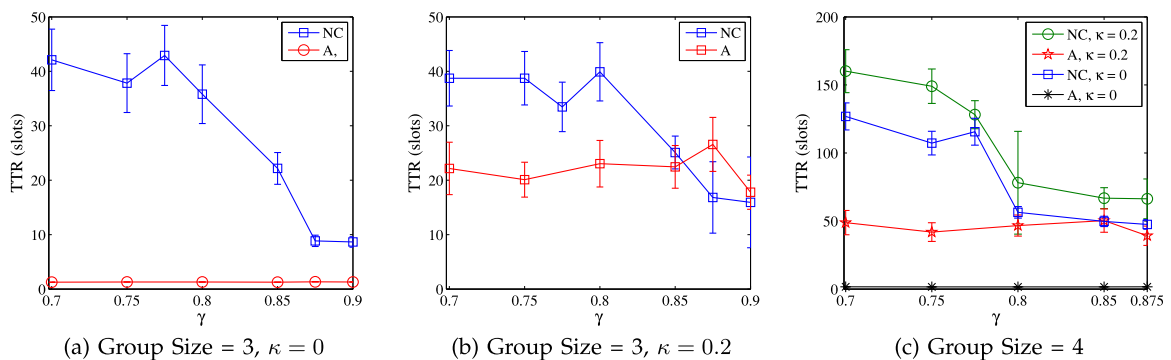 50
40
30
20
10
0
TTR (slots)
0.7 0.75 0.8 0.85 0.9
γ
NC
A,
(a) Group Size = 3, κ = 0
50
40
30
20
10
0
TTR (slots)
0.7 0.75 0.8 0.85 0.9
γ
NC
A
(b) Group Size = 3, κ = 0.2
200
150
100
50
0
TTR (slots)
0.7 0.75 0.8 0.85 0.875
γ
NC, κ = 0.2
A, κ = 0.2
NC, κ = 0
A, κ = 0
(c) Group Size = 4